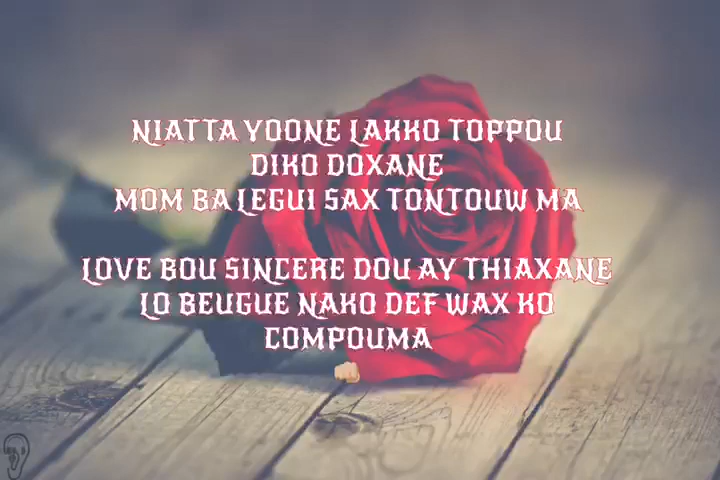 NIATTA YOONE LAKKO TOPPOU
DIKO DOXANE
MOM BA LEGUI SAX TONTOUW MA
LOVE BOU SINCERE DOU AY THIAXANE
LO BEUGUE NAKO DEF WAX KO
COMPOUMA
👊🏼